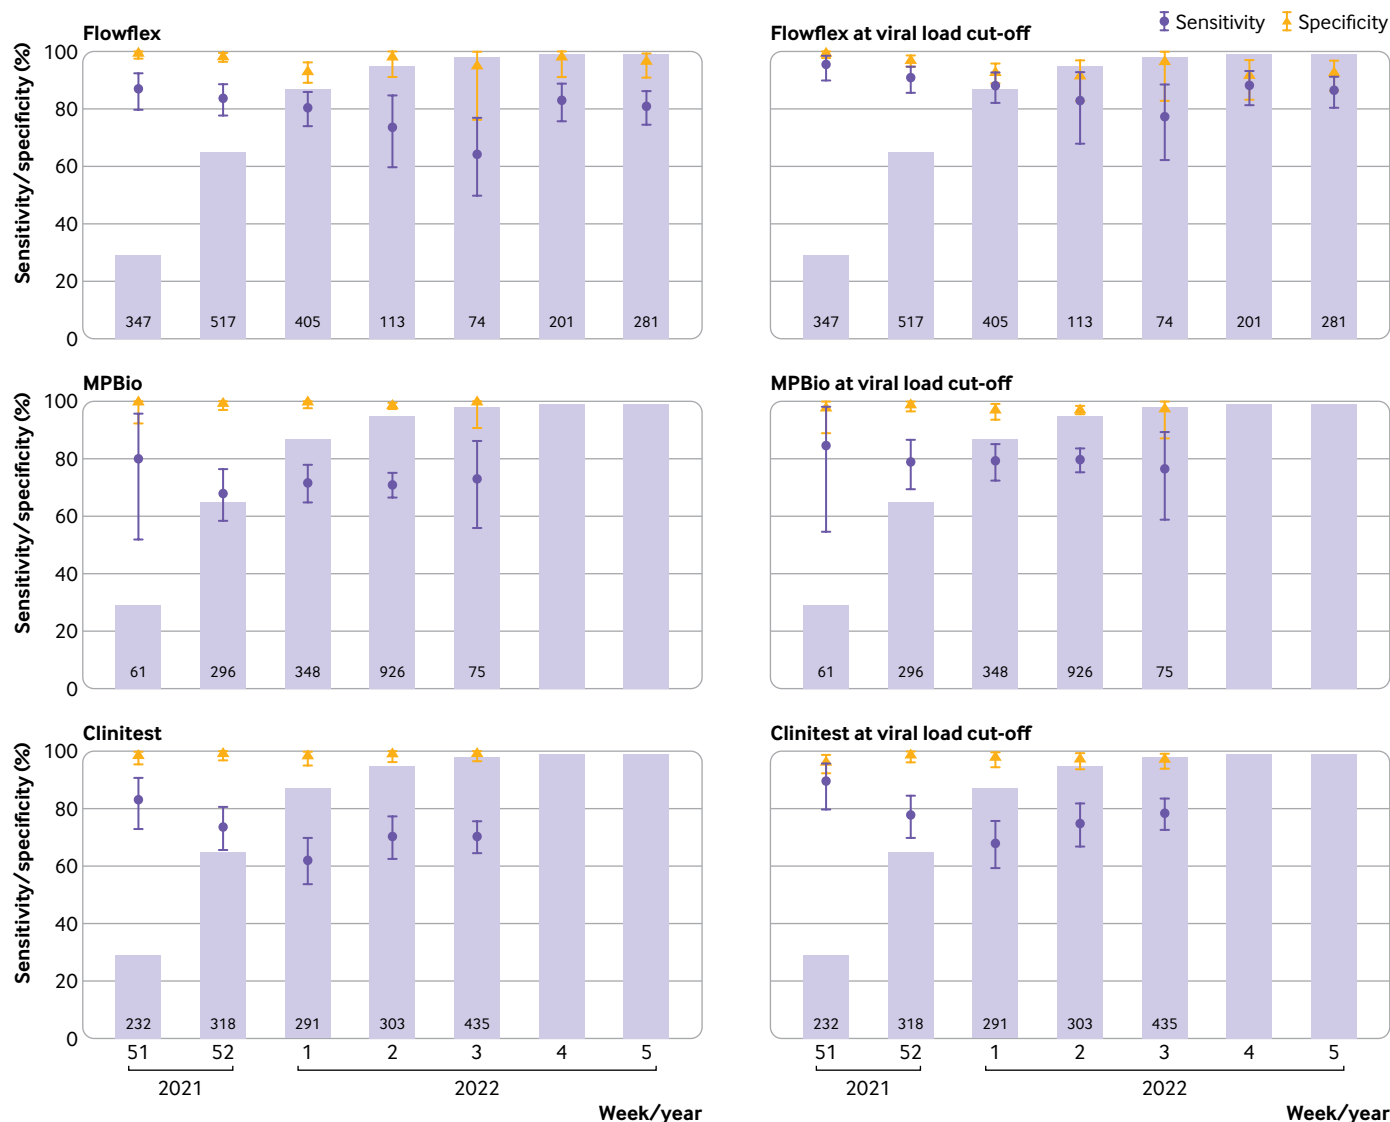 Sensitivity Specificity
Flowflex
Sensitivity/specificity (%)
100
80
60
40
20
0
347 517 405 113 74 201 281
Flowflex at viral load cut-off
347 517 405 113 74 201 281
MPBio
Sensitivity/specificity (%)
100
80
60
40
20
0
61 296 348 926 75
MPBio at viral load cut-off
61 296 348 926 75
Clinitest
Sensitivity/specificity (%)
100
80
60
40
20
0
232 318 291 303 435
51 52 1 2 3 4 5
2021 2022
Week/year
Clinitest at viral load cut-off
232 318 291 303 435
51 52 1 2 3 4 5
2021 2022
Week/year